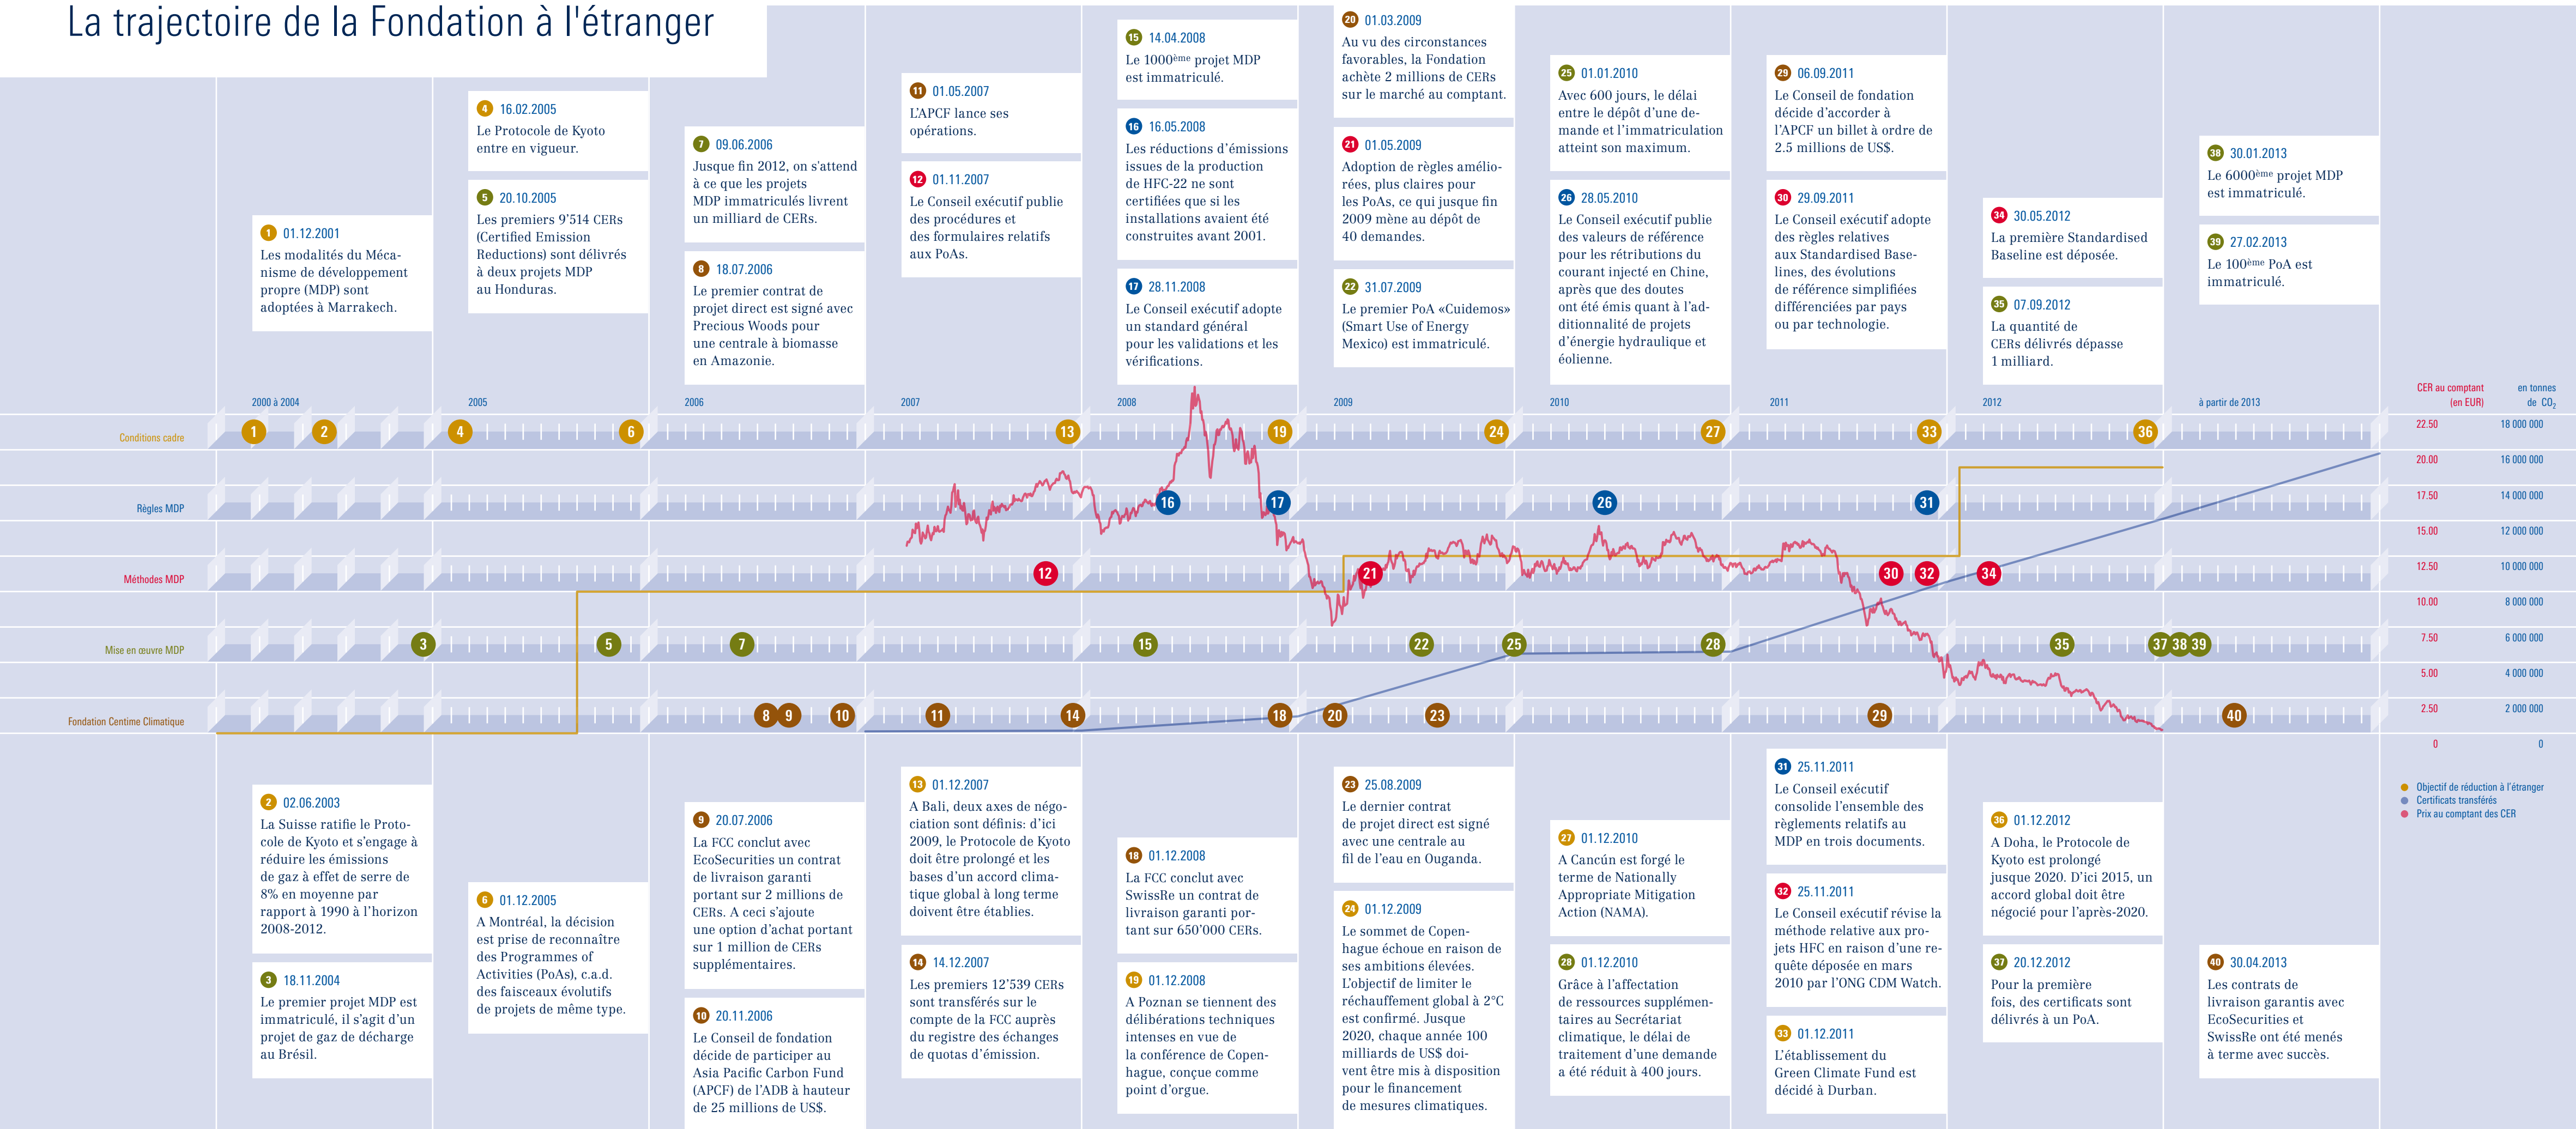 La trajectoire de la Fondation à l'étranger
1 01.12.2001
Les modalités du Méca-
nisme de développement
propre (MDP) sont
adoptées à Marrakech.
4 16.02.2005
Le Protocole de Kyoto
entre en vigueur.
5 20.10.2005
Les premiers 9’514 CERs
(Certified Emission
Reductions) sont délivrés
à deux projets MDP
au Honduras.
7 09.06.2006
Jusque fin 2012, on s'attend
à ce que les projets
MDP immatriculés livrent
un milliard de CERs.
8 18.07.2006
Le premier contrat de
projet direct est signé avec
Precious Woods pour
une centrale à biomasse
en Amazonie.
11 01.05.2007
L’APCF lance ses
opérations.
12 01.11.2007
Le Conseil exécutif publie
des procédures et
des formulaires relatifs
aux PoAs.
15 14.04.2008
Le 1000ème projet MDP
est immatriculé.
16 16.05.2008
Les réductions d’émissions
issues de la production
de HFC-22 ne sont
certifiées que si les
installations avaient été
construites avant 2001.
17 28.11.2008
Le Conseil exécutif adopte
un standard général
pour les validations et les
vérifications.
20 01.03.2009
Au vu des circonstances
favorables, la Fondation
achète 2 millions de CERs
sur le marché au comptant.
21 01.05.2009
Adoption de règles amélio-
rées, plus claires pour
les PoAs, ce qui jusque fin
2009 mène au dépôt de
40 demandes.
22 31.07.2009
Le premier PoA «Cuidemos»
(Smart Use of Energy
Mexico) est immatriculé.
25 01.01.2010
Avec 600 jours, le délai
entre le dépôt d’une de-
mande et l’immatriculation
atteint son maximum.
26 28.05.2010
Le Conseil exécutif publie
des valeurs de référence
pour les rétributions du
courant injecté en Chine,
après que des doutes
ont été émis quant à l’ad-
ditionnalité de projets
d’énergie hydraulique et
éolienne.
29 06.09.2011
Le Conseil de fondation
décide d’accorder à
l’APCF un billet à ordre de
2.5 millions de US$.
30 29.09.2011
Le Conseil exécutif adopte
des règles relatives
aux Standardised Base-
lines, des évolutions
de référence simplifiées
différenciées par pays
ou par technologie.
34 30.05.2012
La première Standardised
Baseline est déposée.
35 07.09.2012
La quantité de
CERs délivrés dépasse
1 milliard.
38 30.01.2013
Le 6000ème projet MDP
est immatriculé.
39 27.02.2013
Le 100ème PoA est
immatriculé.
2000 à 2004 2005 2006 2007 2008 2009 2010 2011 2012 à partir de 2013
CER au comptant
(en EUR)
en tonnes
de CO2
Conditions cadre 1 2 4 6 13 19 24 27 33 36
22.50 18 000 000
20.00 16 000 000
Règles MDP 16 17 26 31
17.50 14 000 000
15.00 12 000 000
Méthodes MDP 12 21 30 32 34
12.50 10 000 000
10.00 8 000 000
Mise en œuvre MDP 3 5 7 15 22 25 28 35 37 38 39
7.50 6 000 000
5.00 4 000 000
Fondation Centime Climatique 8 9 10 11 14 18 20 23 29 40
2.50 2 000 000
0 0
Objectif de réduction à l’étranger
Certificats transférés
Prix au comptant des CER
2 02.06.2003
La Suisse ratifie le Proto-
cole de Kyoto et s’engage à
réduire les émissions
de gaz à effet de serre de
8% en moyenne par
rapport à 1990 à l’horizon
2008-2012.
3 18.11.2004
Le premier projet MDP est
immatriculé, il s’agit d’un
projet de gaz de décharge
au Brésil.
6 01.12.2005
A Montréal, la décision
est prise de reconnaître
des Programmes of
Activities (PoAs), c.a.d.
des faisceaux évolutifs
de projets de même type.
9 20.07.2006
La FCC conclut avec
EcoSecurities un contrat
de livraison garanti
portant sur 2 millions de
CERs. A ceci s’ajoute
une option d’achat portant
sur 1 million de CERs
supplémentaires.
10 20.11.2006
Le Conseil de fondation
décide de participer au
Asia Pacific Carbon Fund
(APCF) de l’ADB à hauteur
de 25 millions de US$.
13 01.12.2007
A Bali, deux axes de négo-
ciation sont définis: d’ici
2009, le Protocole de Kyoto
doit être prolongé et les
bases d’un accord clima-
tique global à long terme
doivent être établies.
14 14.12.2007
Les premiers 12’539 CERs
sont transférés sur le
compte de la FCC auprès
du registre des échanges
de quotas d’émission.
18 01.12.2008
La FCC conclut avec
SwissRe un contrat de
livraison garanti por-
tant sur 650’000 CERs.
19 01.12.2008
A Poznan se tiennent des
délibérations techniques
intenses en vue de
la conférence de Copen-
hague, conçue comme
point d’orgue.
23 25.08.2009
Le dernier contrat
de projet direct est signé
avec une centrale au
fil de l’eau en Ouganda.
24 01.12.2009
Le sommet de Copen-
hague échoue en raison de
ses ambitions élevées.
L’objectif de limiter le
réchauffement global à 2°C
est confirmé. Jusque
2020, chaque année 100
milliards de US$ doi-
vent être mis à disposition
pour le financement
de mesures climatiques.
27 01.12.2010
A Cancún est forgé le
terme de Nationally
Appropriate Mitigation
Action (NAMA).
28 01.12.2010
Grâce à l’affectation
de ressources supplémen-
taires au Secrétariat
climatique, le délai de
traitement d’une demande
a été réduit à 400 jours.
31 25.11.2011
Le Conseil exécutif
consolide l’ensemble des
règlements relatifs au
MDP en trois documents.
32 25.11.2011
Le Conseil exécutif révise la
méthode relative aux pro-
jets HFC en raison d’une re-
quête déposée en mars
2010 par l’ONG CDM Watch.
33 01.12.2011
L’établissement du
Green Climate Fund est
décidé à Durban.
36 01.12.2012
A Doha, le Protocole de
Kyoto est prolongé
jusque 2020. D’ici 2015, un
accord global doit être
négocié pour l’après-2020.
37 20.12.2012
Pour la première
fois, des certificats sont
délivrés à un PoA.
40 30.04.2013
Les contrats de
livraison garantis avec
EcoSecurities et
SwissRe ont été menés
à terme avec succès.